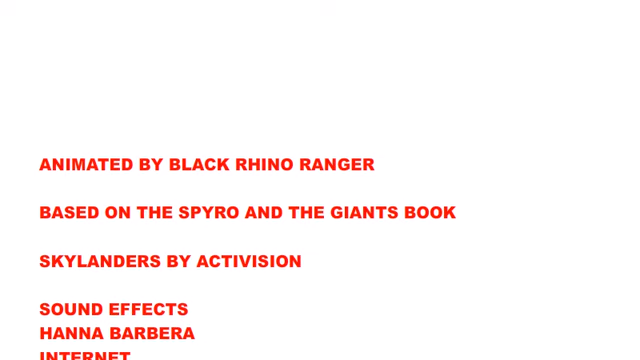 ANIMATED BY BLACK RHINO RANGER
BASED ON THE SPYRO AND THE GIANTS BOOK
SKYLANDERS BY ACTIVISION
SOUND EFFECTS
HANNA BARBERA
INTERNET